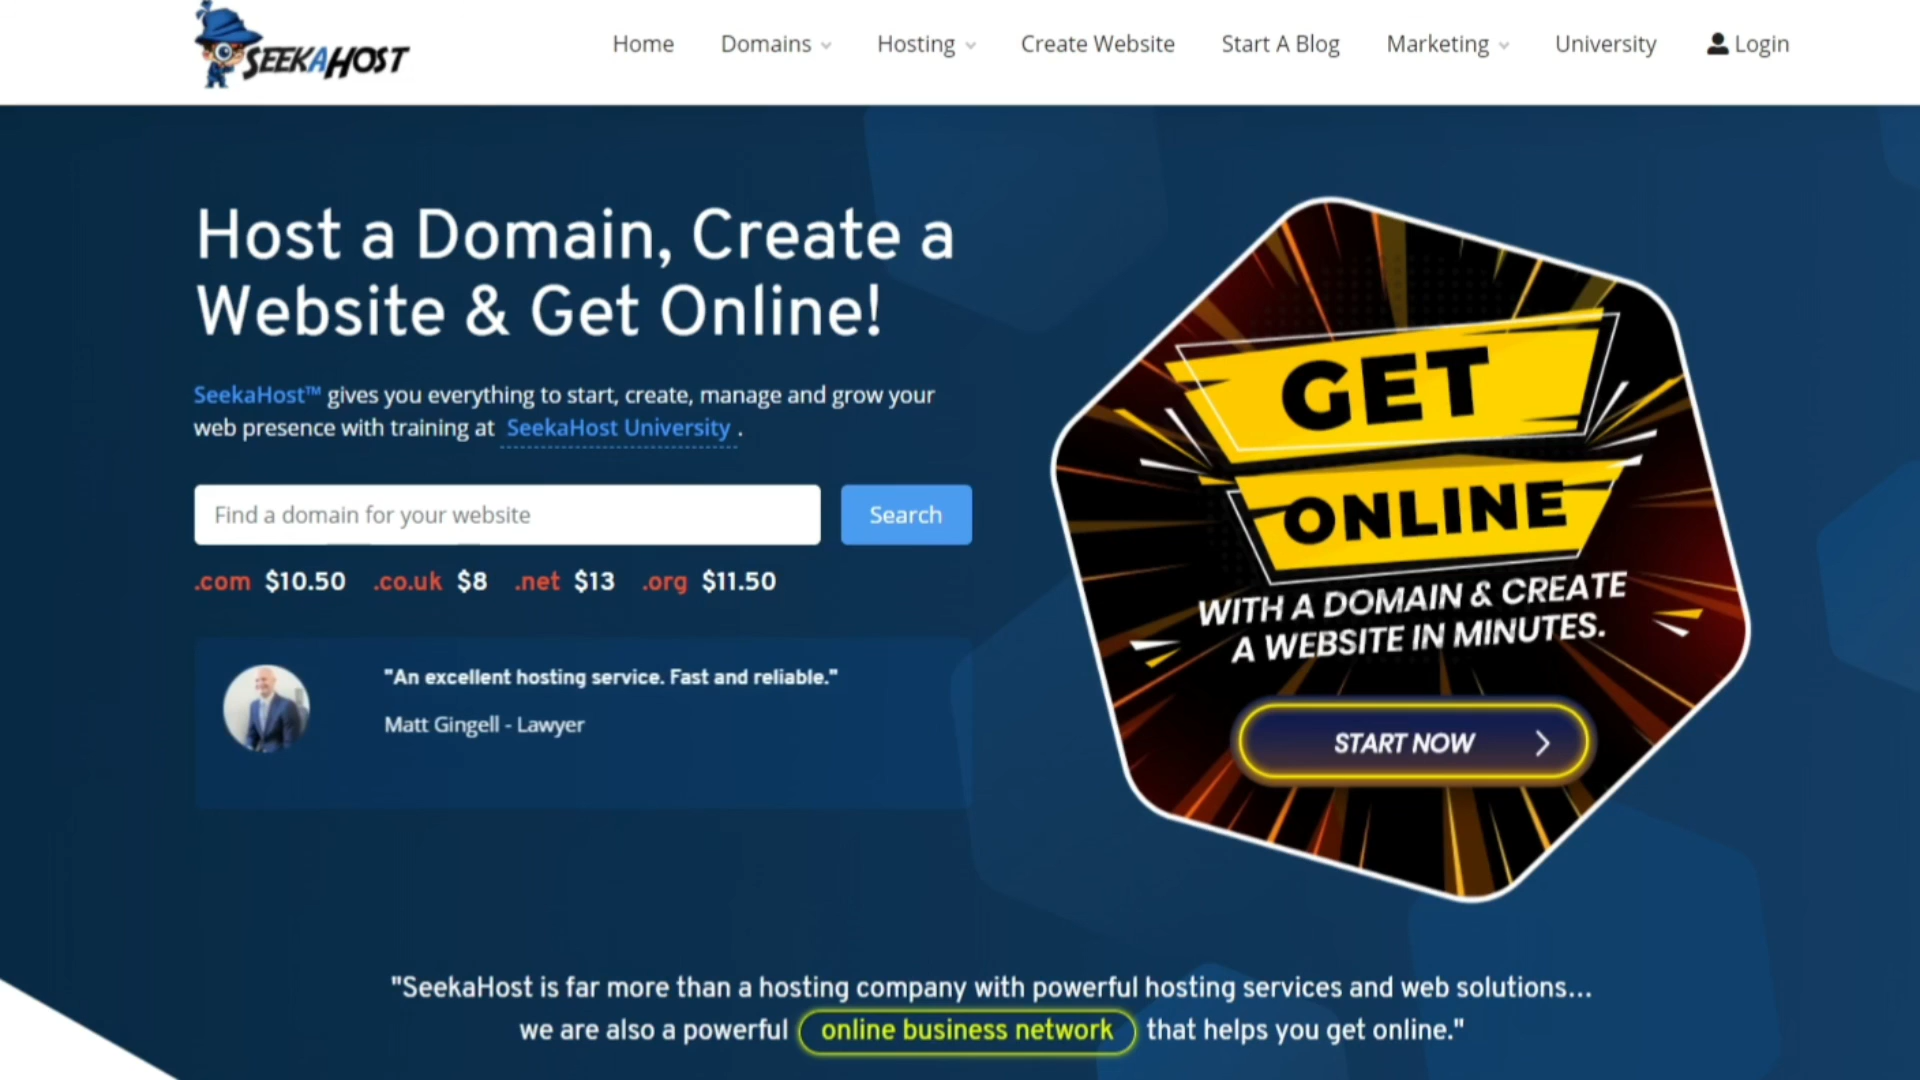 SEEKAHOST
Home Domains Hosting Create Website Start A Blog Marketing University Login
Host a Domain, Create a
Website & Get Online!
SeekaHost™ gives you everything to start, create, manage and grow your
web presence with training at SeekaHost University .
Find a domain for your website
Search
.com $10.50 .co.uk $8 .net $13 .org $11.50
"An excellent hosting service. Fast and reliable."
Matt Gingell - Lawyer
GET
ONLINE
WITH A DOMAIN & CREATE
A WEBSITE IN MINUTES.
START NOW
"SeekaHost is far more than a hosting company with powerful hosting services and web solutions...
we are also a powerful online business network that helps you get online."